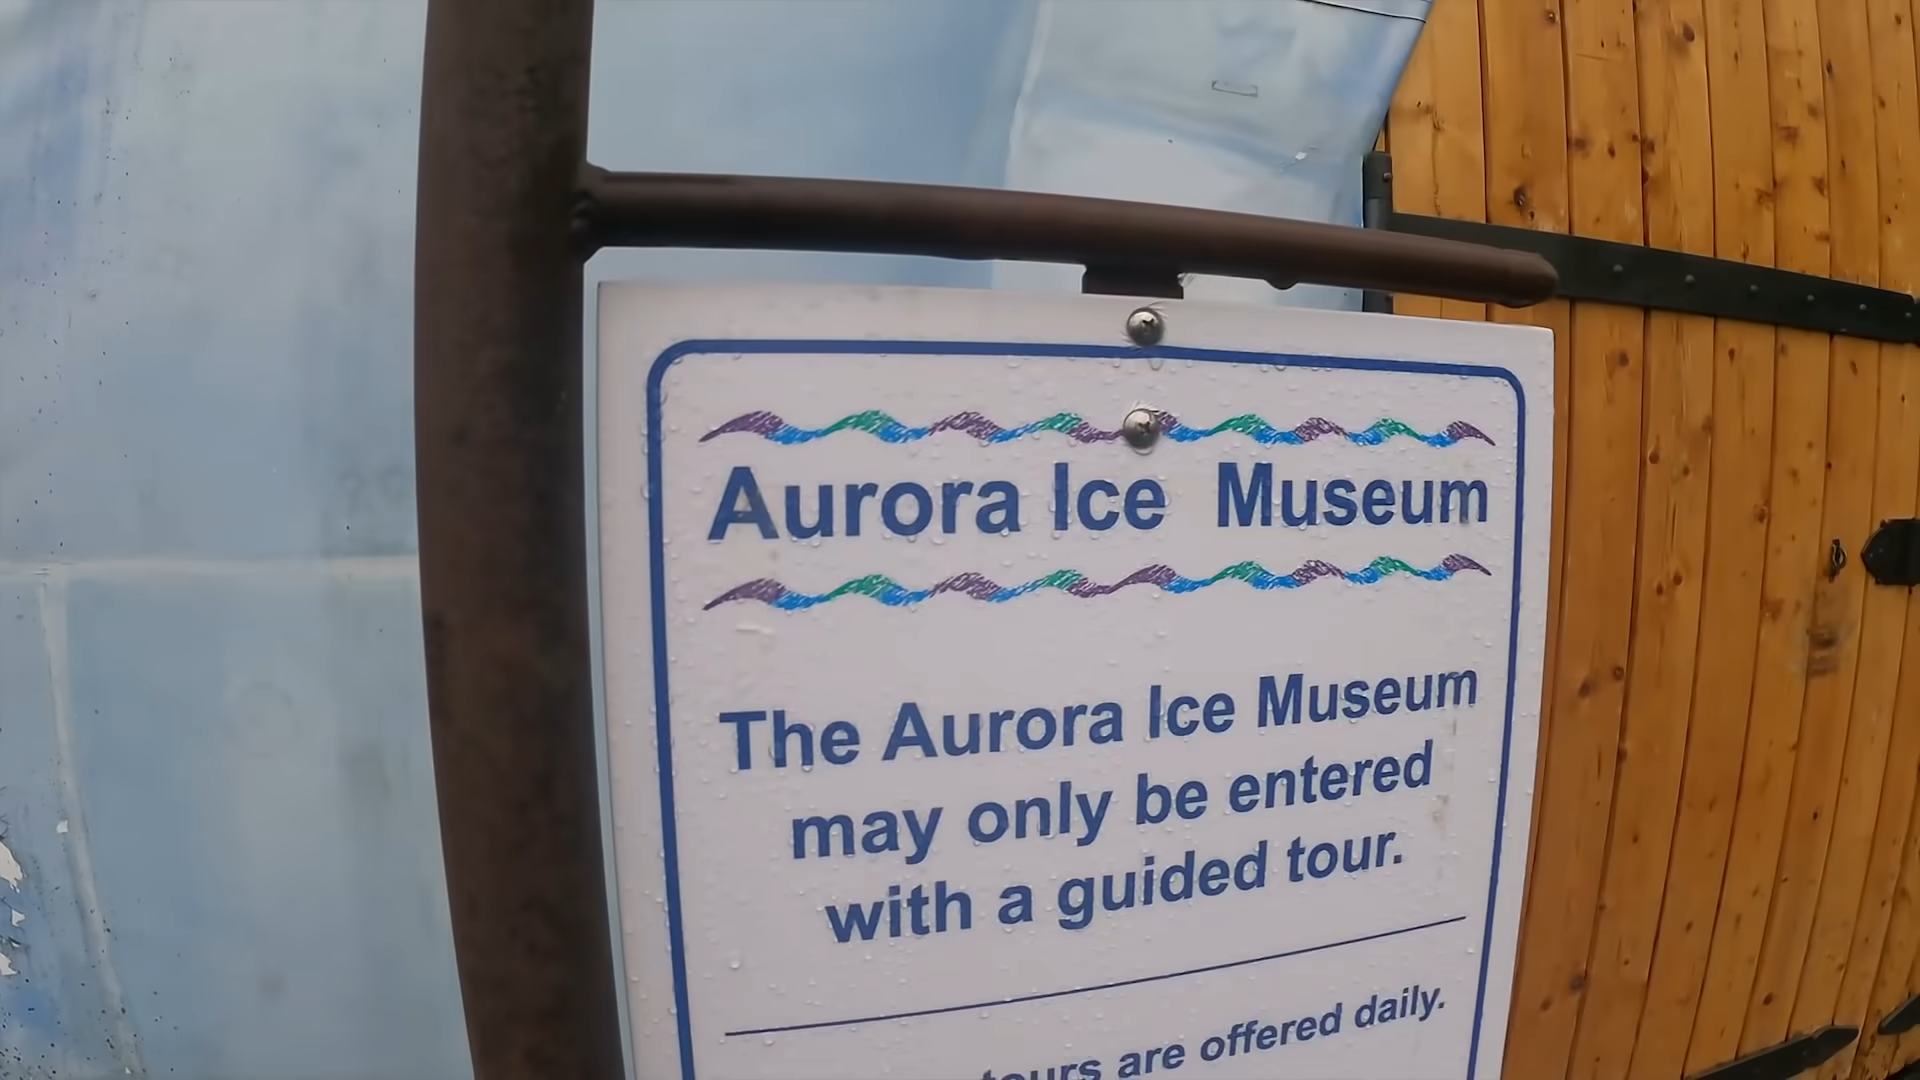 Aurora Ice Museum
The Aurora Ice Museum
may only be entered
with a guided tour.
tours are offered daily.